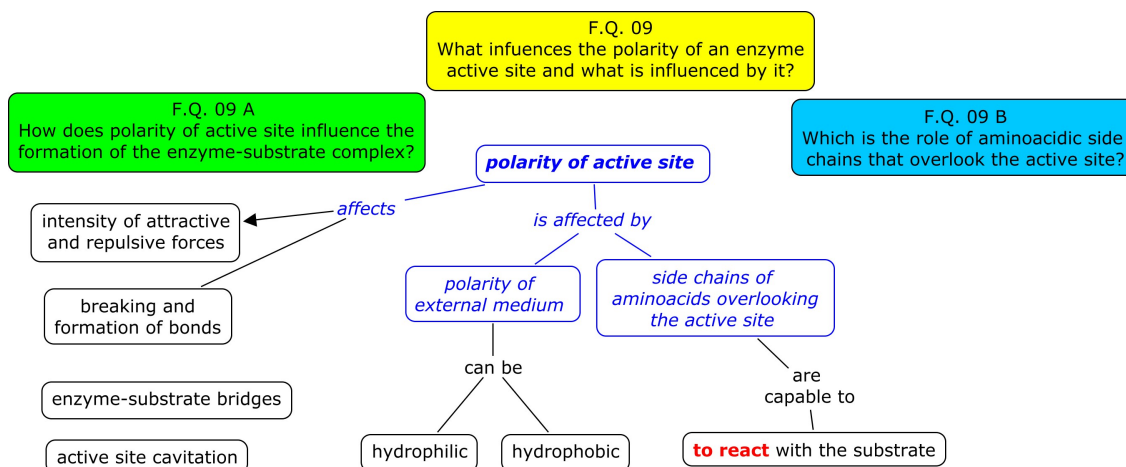 F.Q. 09
What infuences the polarity of an enzyme
active site and what is influenced by it?
F.Q. 09 A
How does polarity of active site influence the
formation of the enzyme-substrate complex?
F.Q. 09 B
Which is the role of aminoacidic side
chains that overlook the active site?
polarity of active site
affects
is affected by
intensity of attractive
and repulsive forces
breaking and
formation of bonds
polarity of
external medium
side chains of
aminoacids overlooking
the active site
can be
are
capable to
enzyme-substrate bridges
active site cavitation
hydrophilic
hydrophobic
to react with the substrate